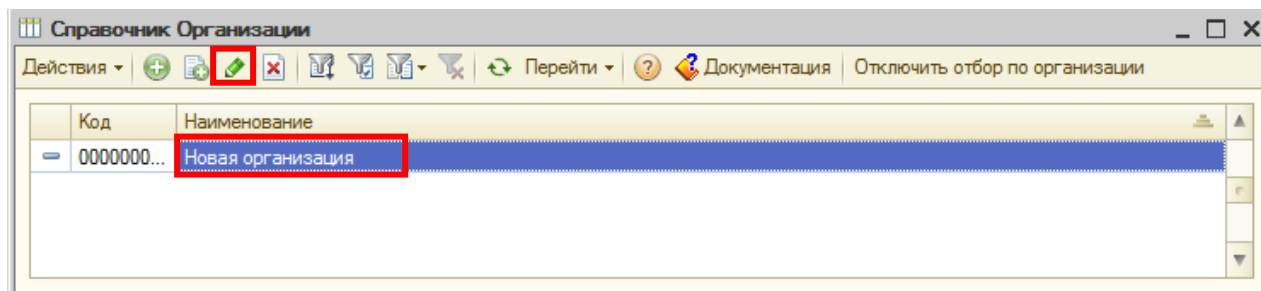 Справочник Организации
Действия Перейти Документация Отключить отбор по организации
Код Наименование
0000000... Новая организация